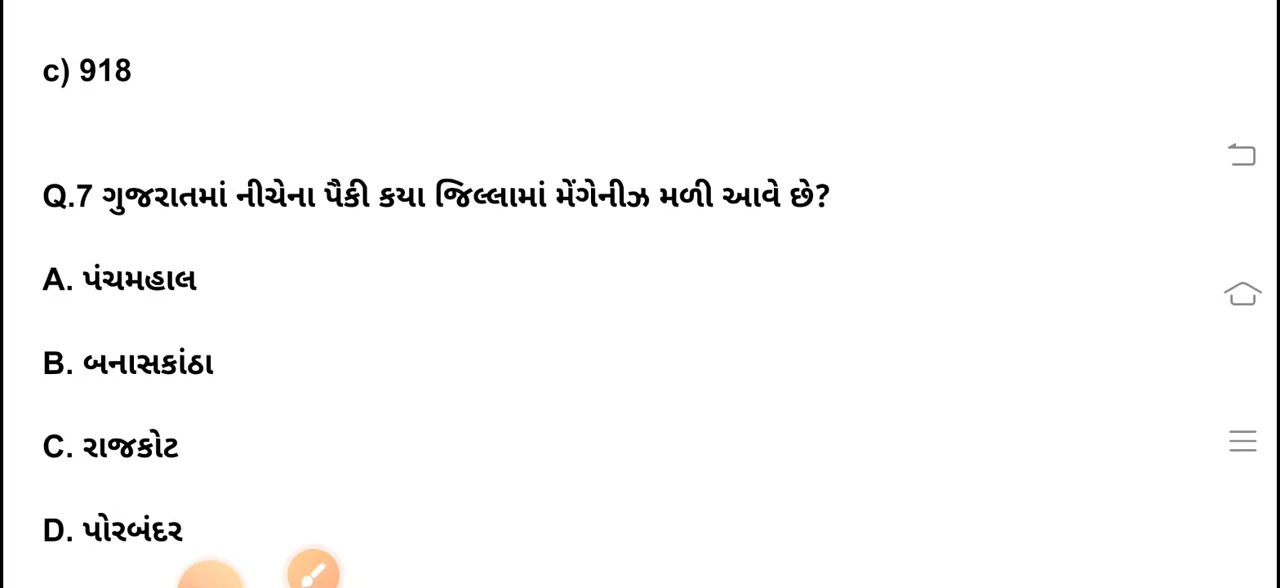 c) 918
Q.7 ગુજરાતમાં નીચેના પૈકી કયા જિલ્લામાં મેંગેનીઝ મળી આવે છે?
A. પંચમહાલ
B. બનાસકાંઠા
C. રાજકોટ
D. પોરબંદર